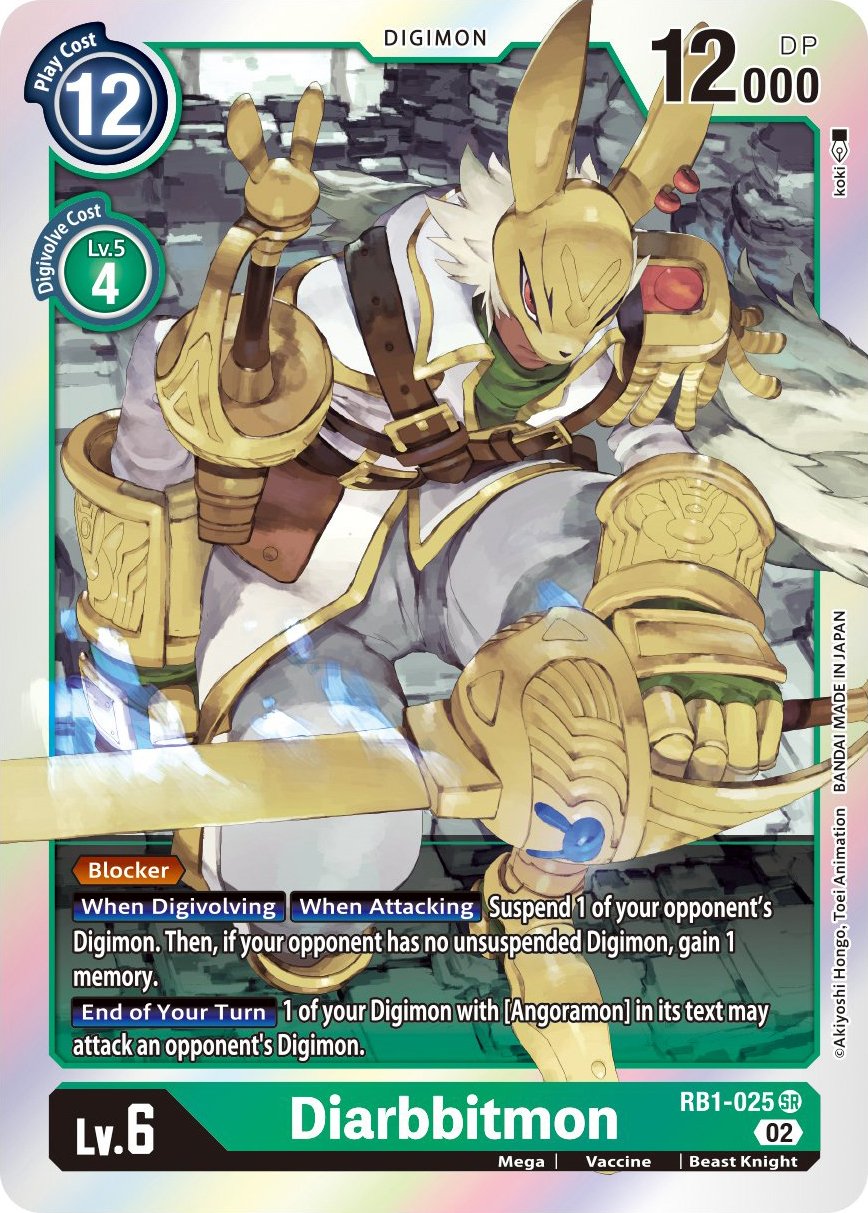 DIGIMON
Play Cost
12
12000
DP
Digivolve Cost
Lv.5
4
koki
Blocker
When Digivolving When Attacking Suspend 1 of your opponent's
Digimon. Then, if your opponent has no unsuspended Digimon, gain 1
memory.
End of Your Turn 1 of your Digimon with [Angoramon] in its text may
attack an opponent's Digimon.
©Akiyoshi Hongo, Toei Animation BANDAI MADE IN JAPAN
Lv.6
Diarbbitmon
RB1-025 SR
02
Mega | Vaccine | Beast Knight